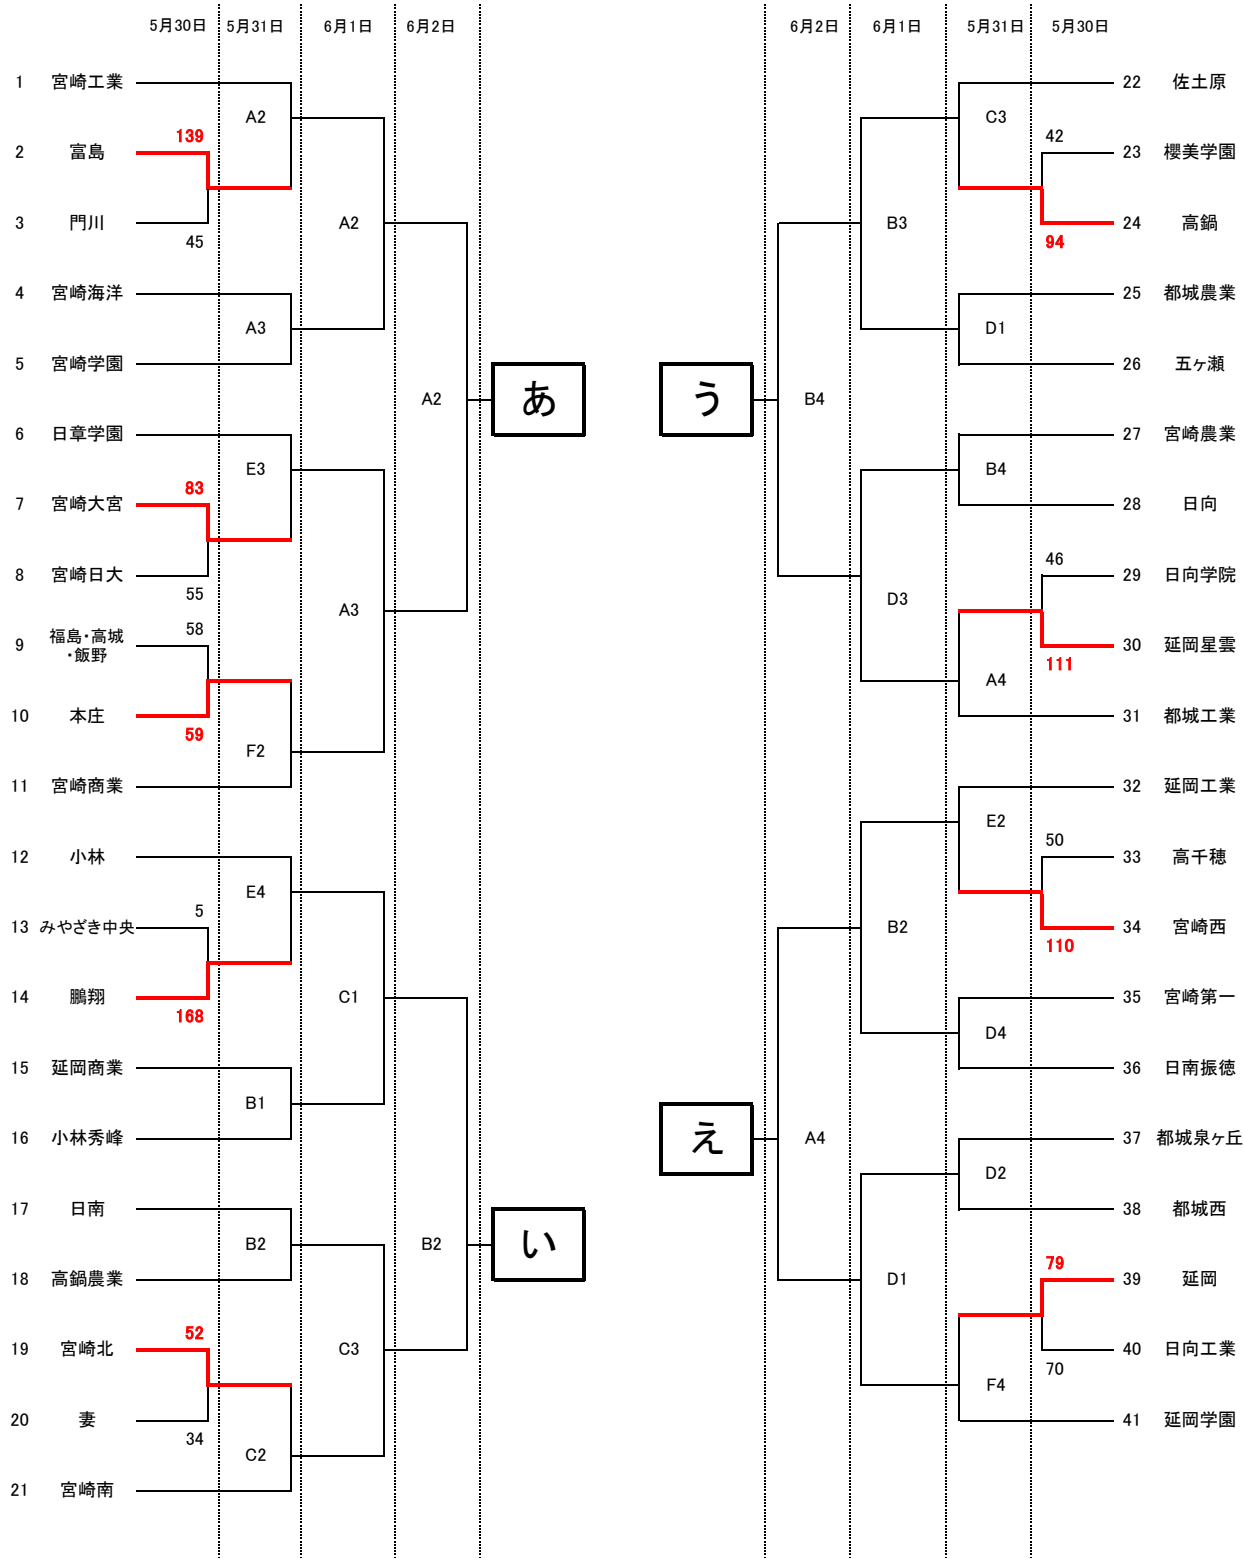 5月30日 5月31日 6月1日 6月2日
6月2日 6月1日 5月31日 5月30日
1 宮崎工業
A2
139
2 富島
3 門川
45
A2
4 宮崎海洋
A3
5 宮崎学園
A2
あ
6 日章学園
E3
83
7 宮崎大宮
8 宮崎日大
55
A3
58
9 福島・高城
・飯野
10 本庄
59
F2
11 宮崎商業
12 小林
E4
5
13 みやざき中央
14 鵬翔
168
C1
15 延岡商業
B1
16 小林秀峰
17 日南
B2
18 高鍋農業
B2
い
52
19 宮崎北
C3
20 妻
34
C2
21 宮崎南
22 佐土原
C3
42
23 櫻美学園
24 高鍋
94
B3
25 都城農業
D1
26 五ヶ瀬
う
B4
27 宮崎農業
B4
28 日向
46
29 日向学院
D3
30 延岡星雲
111
A4
31 都城工業
32 延岡工業
E2
50
33 高千穂
34 宮崎西
110
B2
35 宮崎第一
D4
36 日南振徳
え
A4
37 都城泉ヶ丘
D2
38 都城西
79
39 延岡
D1
40 日向工業
70
F4
41 延岡学園